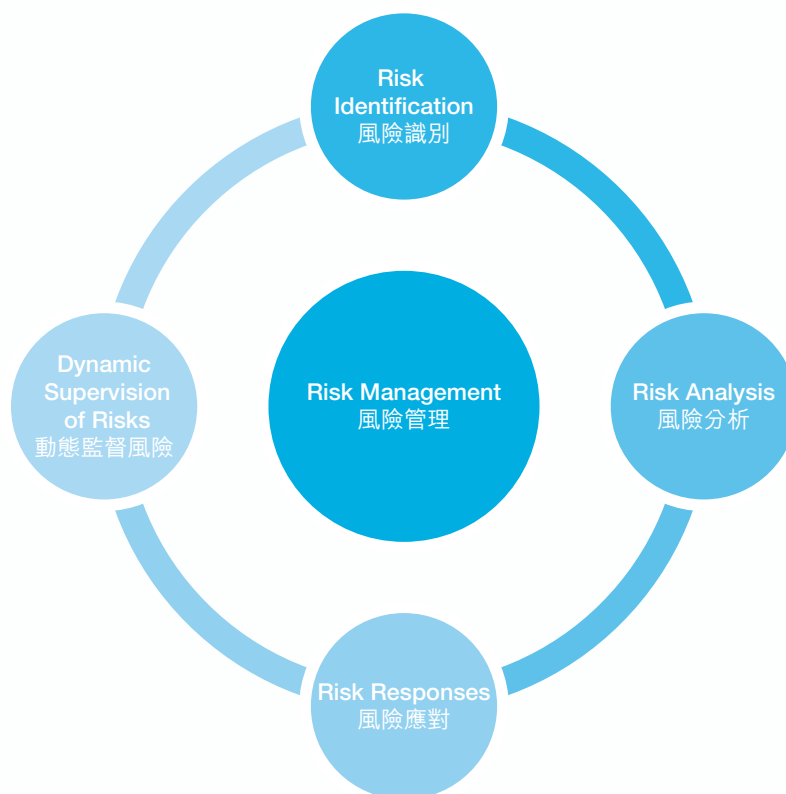 Risk
Identification
風險識別
Dynamic
Supervision
of Risks
動態監督風險
Risk Management
風險管理
Risk Analysis
風險分析
Risk Responses
風險應對